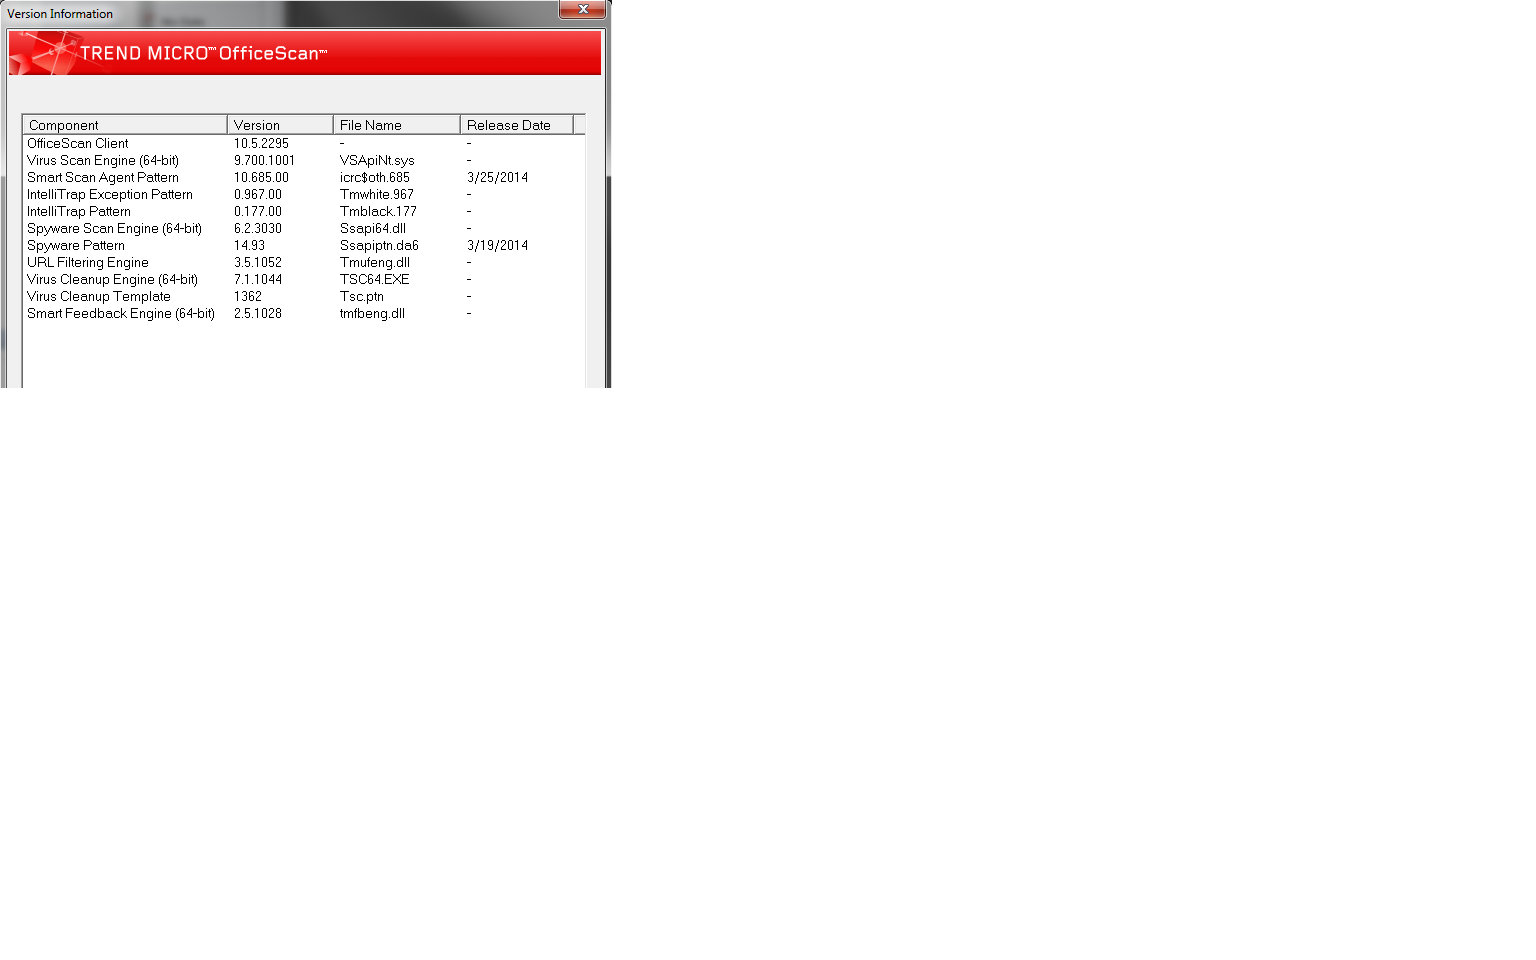 Version Information
TREND MICRO™ OfficeScan™
Component Version File Name Release Date
OfficeScan Client 10.5.2295 - -
Virus Scan Engine (64-bit) 9.700.1001 VSApiNt.sys -
Smart Scan Agent Pattern 10.685.00 icrc$oth.685 3/25/2014
IntelliTrap Exception Pattern 0.967.00 Tmwhite.967 -
IntelliTrap Pattern 0.177.00 Tmblack.177 -
Spyware Scan Engine (64-bit) 6.2.3030 Ssapi64.dll -
Spyware Pattern 14.93 Ssapiptn.da6 3/19/2014
URL Filtering Engine 3.5.1052 Tmufeng.dll -
Virus Cleanup Engine (64-bit) 7.1.1044 TSC64.EXE -
Virus Cleanup Template 1362 Tsc.ptn -
Smart Feedback Engine (64-bit) 2.5.1028 tmfbeng.dll -